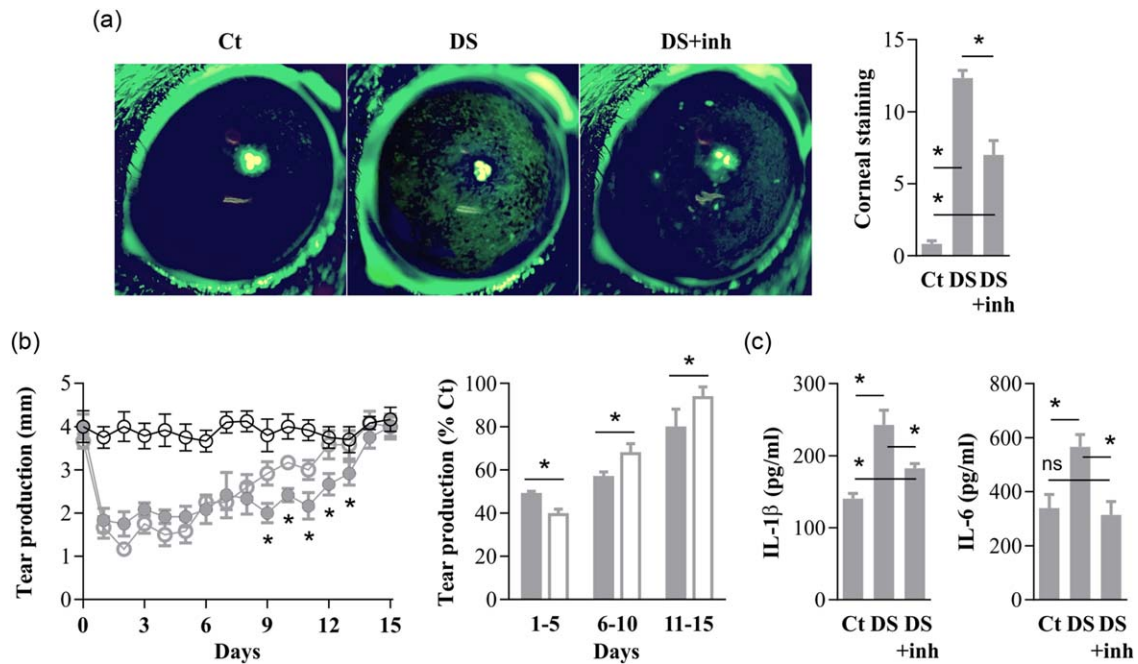 (a)
Ct DS DS+inh
Corneal staining
15
10
5
0
*
*
*
Ct DS DS
+inh
(b)
Tear production (mm)
5
4
3
2
1
0
* * * * *
0 3 6 9 12 15
Days
Tear production (% Ct)
100
80
60
40
20
0
* * *
1-5 6-10 11-15
Days
(c)
IL-1β (pg/ml)
300
200
100
0
*
*
*
Ct DS DS
+inh
IL-6 (pg/ml)
800
600
400
200
0
*
*
ns
Ct DS DS
+inh